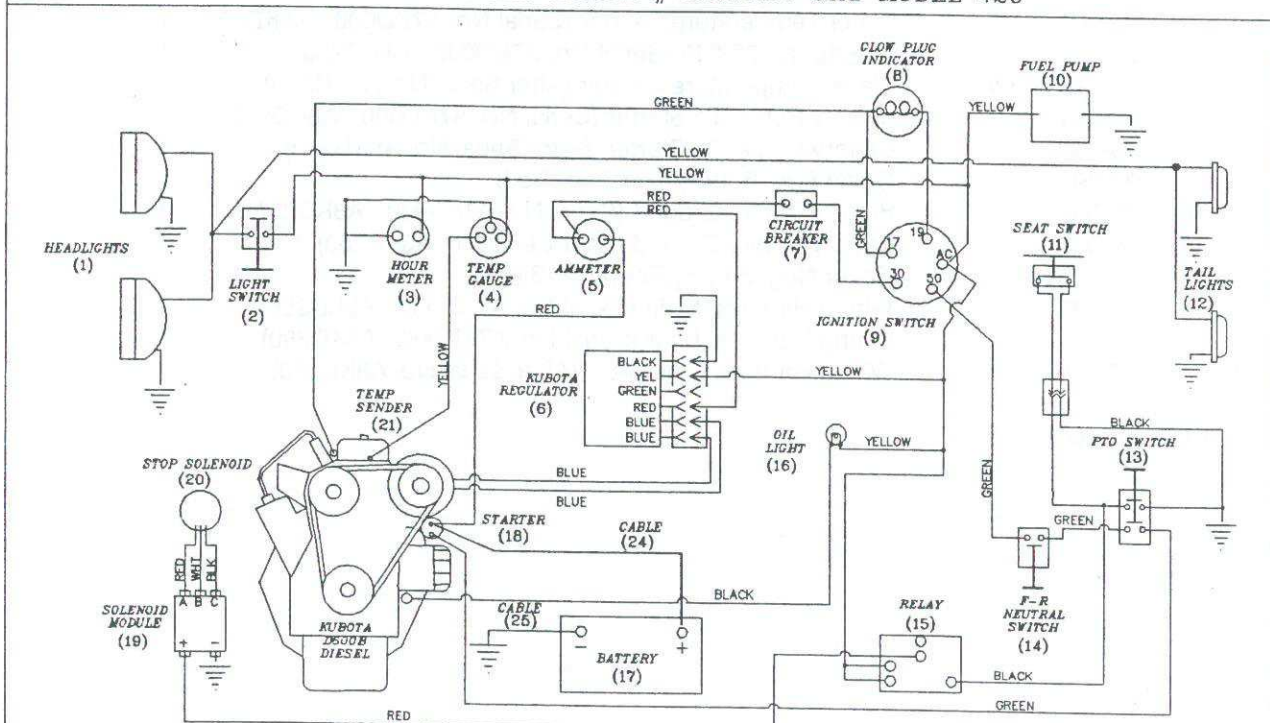 MODEL 720
GLOW PLUG
INDICATOR
(8)
FUEL PUMP
(10)
GREEN
YELLOW
YELLOW
YELLOW
RED
RED
GREEN
CIRCUIT
BREAKER
(7)
17
19
AC
30
50
IGNITION SWITCH
(9)
SEAT SWITCH
(11)
TAIL
LIGHTS
(12)
HEADLIGHTS
(1)
LIGHT
SWITCH
(2)
HOUR
METER
(3)
TEMP
GAUGE
(4)
AMMETER
(5)
RED
YELLOW
KUBOTA
REGULATOR
(6)
BLACK
YEL
GREEN
RED
BLUE
BLUE
YELLOW
TEMP
SENDER
(21)
OIL
LIGHT
(16)
YELLOW
BLACK
PTO SWITCH
(13)
STOP SOLENOID
(20)
BLUE
BLUE
STARTER
(18)
CABLE
(24)
GREEN
GREEN
RED
WHT
BLK
A B C
SOLENOID
MODULE
(19)
+ -
KUBOTA
D600B
DIESEL
CABLE
(25)
BLACK
- +
BATTERY
(17)
RELAY
(15)
F-R
NEUTRAL
SWITCH
(14)
BLACK
GREEN
RED